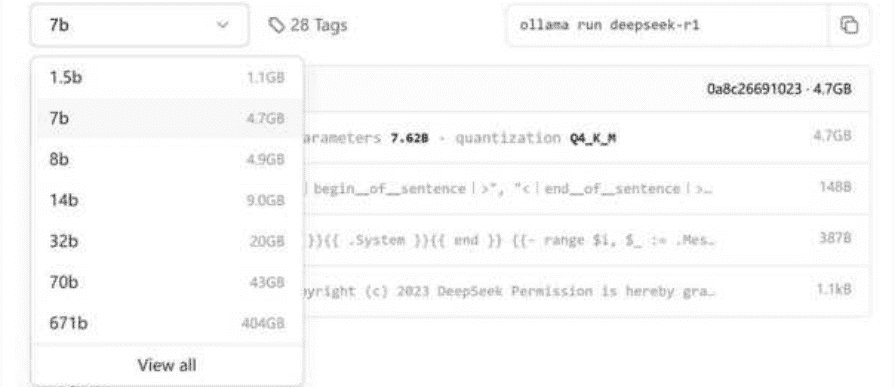 7b 28 Tags ollama run deepseek-r1
1.5b 1.1GB
0a8c26691023 · 4.7GB
7b 4.7GB
arameters 7.62B · quantization Q4_K_M 4.7GB
8b 4.9GB
14b 9.0GB
|begin__of__sentence|>", "<|end__of__sentence|>… 148B
32b 20GB
}}{{ .System }}{{ end }} {{- range $i, $_ := .Mes… 387B
70b 43GB
yright (c) 2023 DeepSeek Permission is hereby gra… 1.1kB
671b 404GB
View all